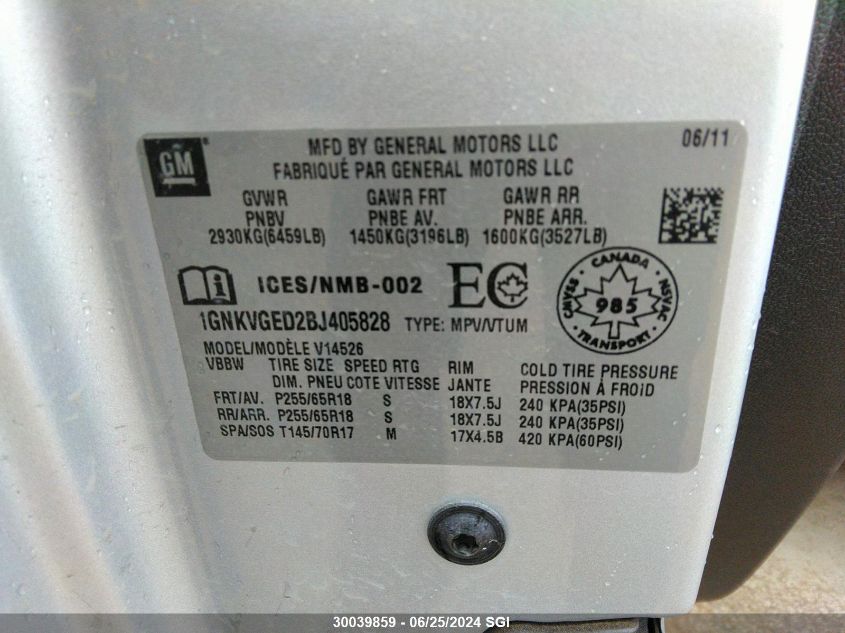 GM
MFD BY GENERAL MOTORS LLC 06/11
FABRIQUÉ PAR GENERAL MOTORS LLC
GVWR GAWR FRT GAWR RR
PNBV PNBE AV. PNBE ARR.
2930KG(6459LB) 1450KG(3196LB) 1600KG(3527LB)
i ICES/NMB-002 EC
CANADA
CMVSS 985 NSVAC
TRANSPORT
1GNKVGED2BJ405828 TYPE: MPV/VTUM
MODEL/MODÈLE V14526
VBBW TIRE SIZE SPEED RTG RIM COLD TIRE PRESSURE
DIM. PNEU COTE VITESSE JANTE PRESSION À FROID
FRT/AV. P255/65R18 S 18X7.5J 240 KPA(35PSI)
RR/ARR. P255/65R18 S 18X7.5J 240 KPA(35PSI)
SPA/SOS T145/70R17 M 17X4.5B 420 KPA(60PSI)
30039859 - 06/25/2024 SGI